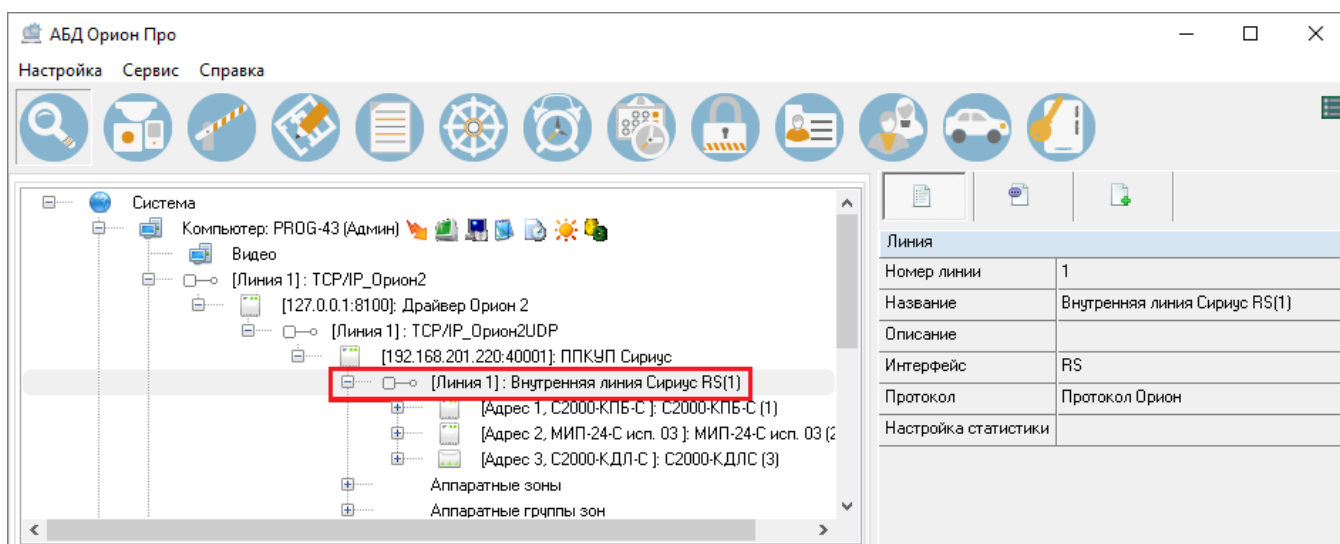 АБД Орион Про
Настройка Сервис Справка
Система
Компьютер: PROG-43 (Админ)
Видео
[Линия 1] : TCP/IP_Орион2
[127.0.0.1:8100]: Драйвер Орион 2
[Линия 1] : TCP/IP_Орион2UDP
[192.168.201.220:40001]: ППКУП Сириус
[Линия 1] : Внутренняя линия Сириус RS(1)
[Адрес 1, С2000-КПБ-С ]: С2000-КПБ-С (1)
[Адрес 2, МИП-24-С исп. 03 ]: МИП-24-С исп. 03 (2
[Адрес 3, С2000-КДЛ-С ]: С2000-КДЛС (3)
Аппаратные зоны
Аппаратные группы зон
Линия
Номер линии 1
Название Внутренняя линия Сириус RS(1)
Описание
Интерфейс RS
Протокол Протокол Орион
Настройка статистики